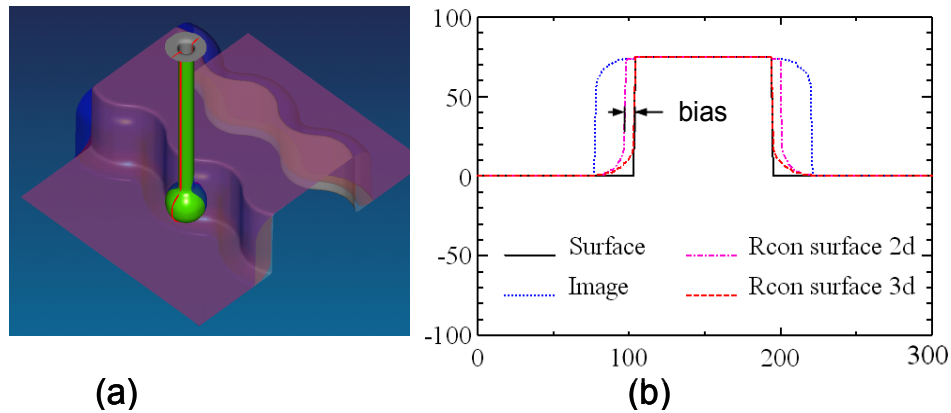 100
50
0
-50
-100
bias
Surface
Image
Rcon surface 2d
Rcon surface 3d
0
100
200
300
(a)
(b)